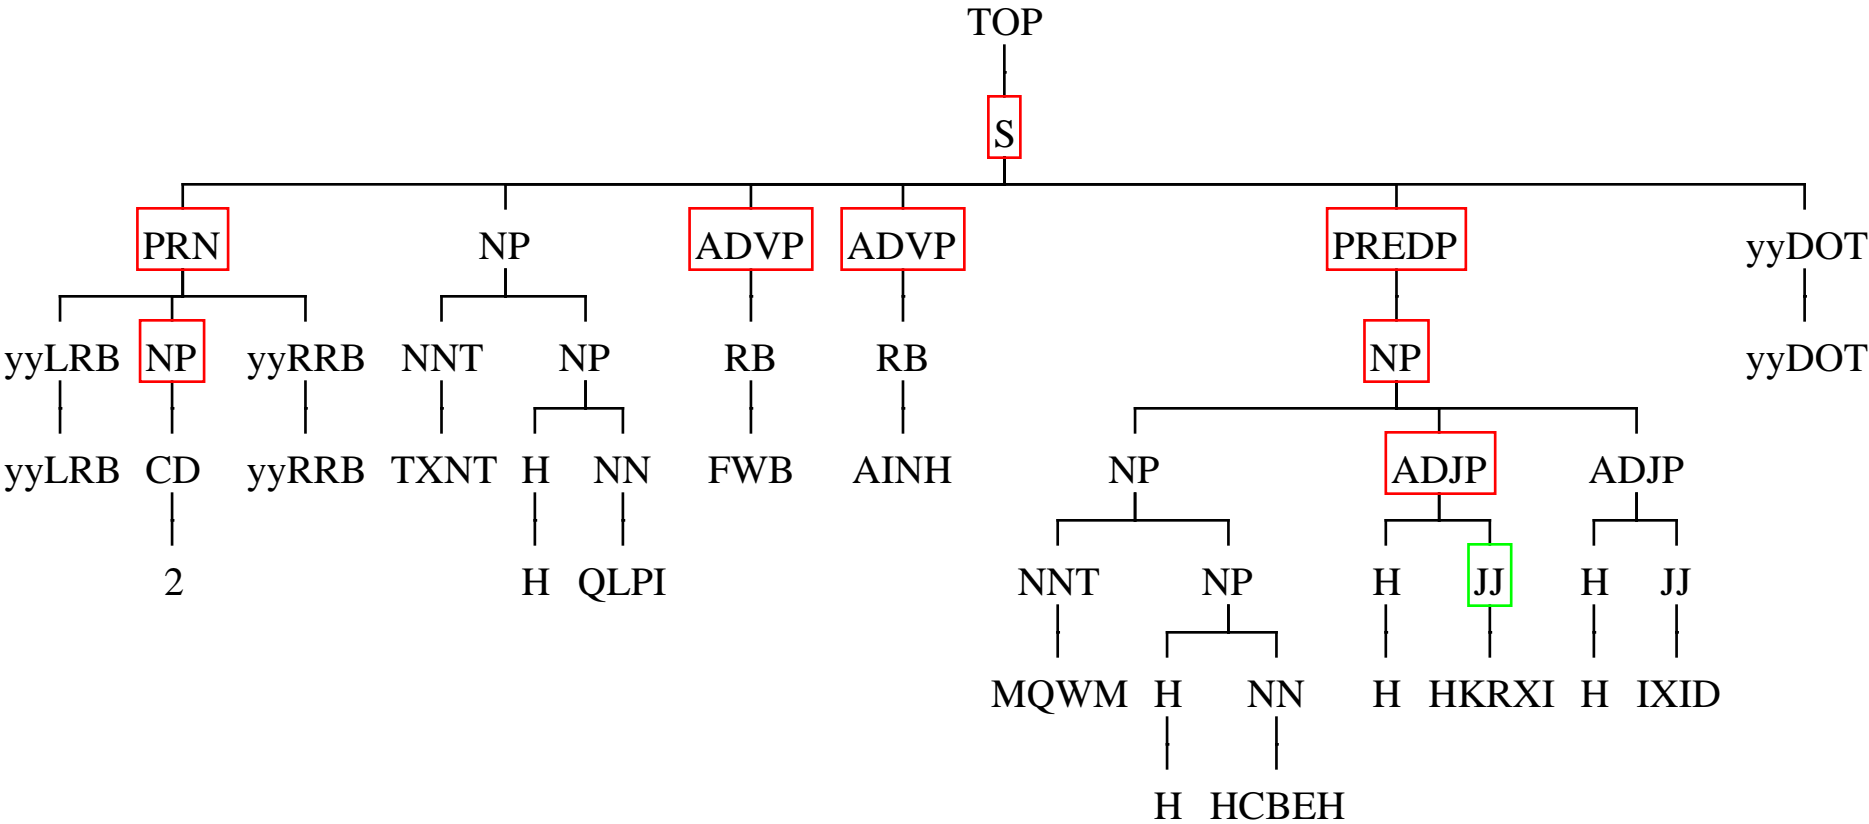 TOP
S
PRN NP ADVP ADVP PREDP yyDOT
yyLRB NP yyRRB NNT NP RB RB NP yyDOT
yyLRB CD yyRRB TXNT H NN FWB AINH NP ADJP ADJP
2 H QLPI NNT NP H JJ H JJ
MQWM H NN H HKRXI H IXID
H HCBEH